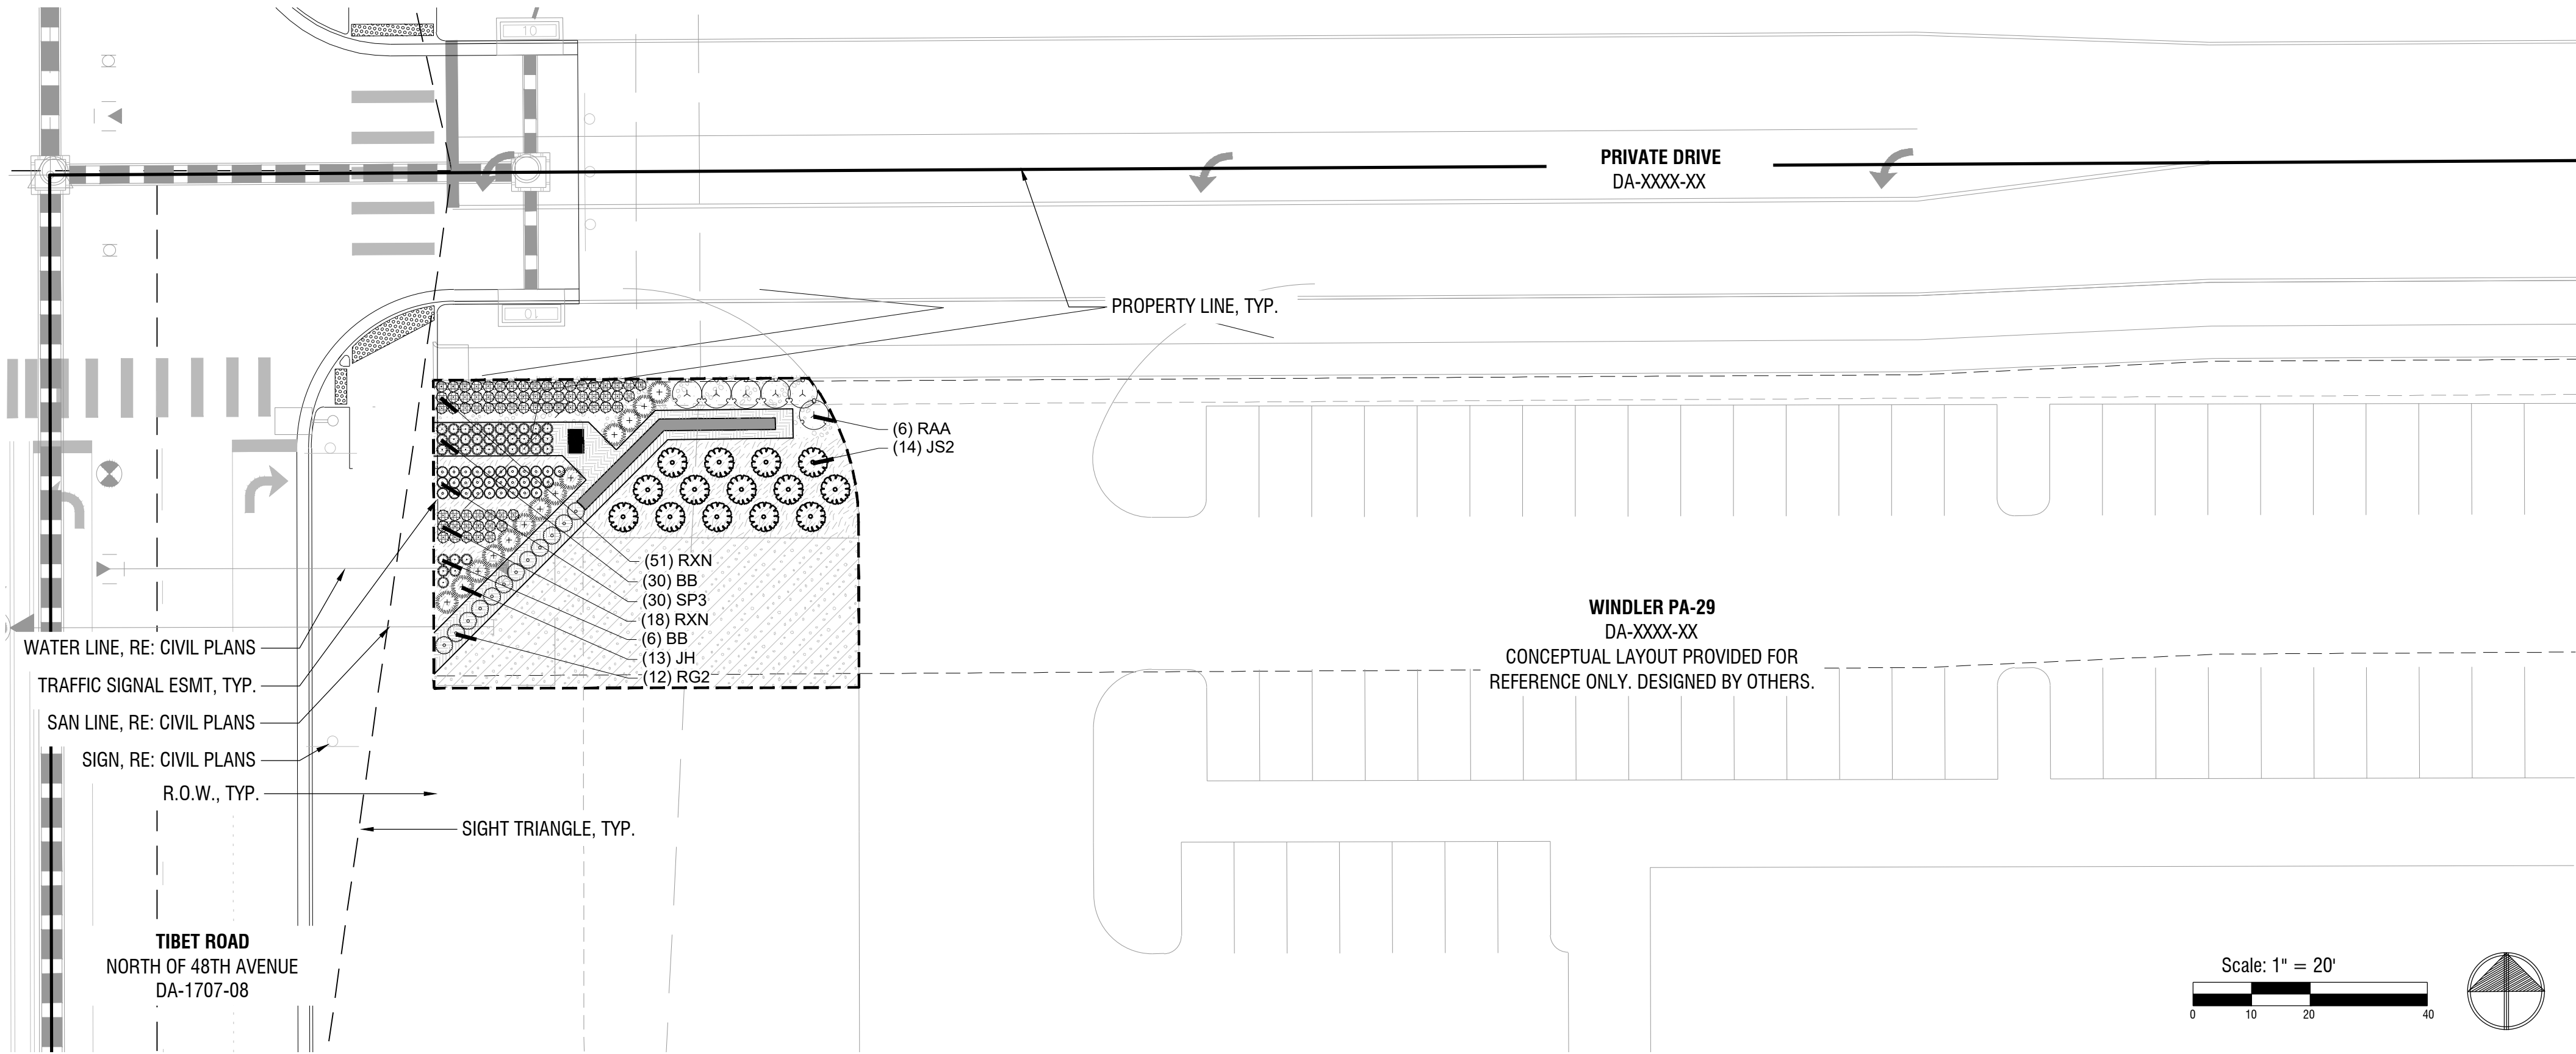 10
PRIVATE DRIVE
DA-XXXX-XX
PROPERTY LINE, TYP.
10
(6) RAA
(14) JS2
(51) RXN
(30) BB
(30) SP3
(18) RXN
(6) BB
(13) JH
(12) RG2
WATER LINE, RE: CIVIL PLANS
TRAFFIC SIGNAL ESMT, TYP.
SAN LINE, RE: CIVIL PLANS
SIGN, RE: CIVIL PLANS
R.O.W., TYP.
SIGHT TRIANGLE, TYP.
WINDLER PA-29
DA-XXXX-XX
CONCEPTUAL LAYOUT PROVIDED FOR
REFERENCE ONLY. DESIGNED BY OTHERS.
TIBET ROAD
NORTH OF 48TH AVENUE
DA-1707-08
Scale: 1" = 20'
0 10 20 40